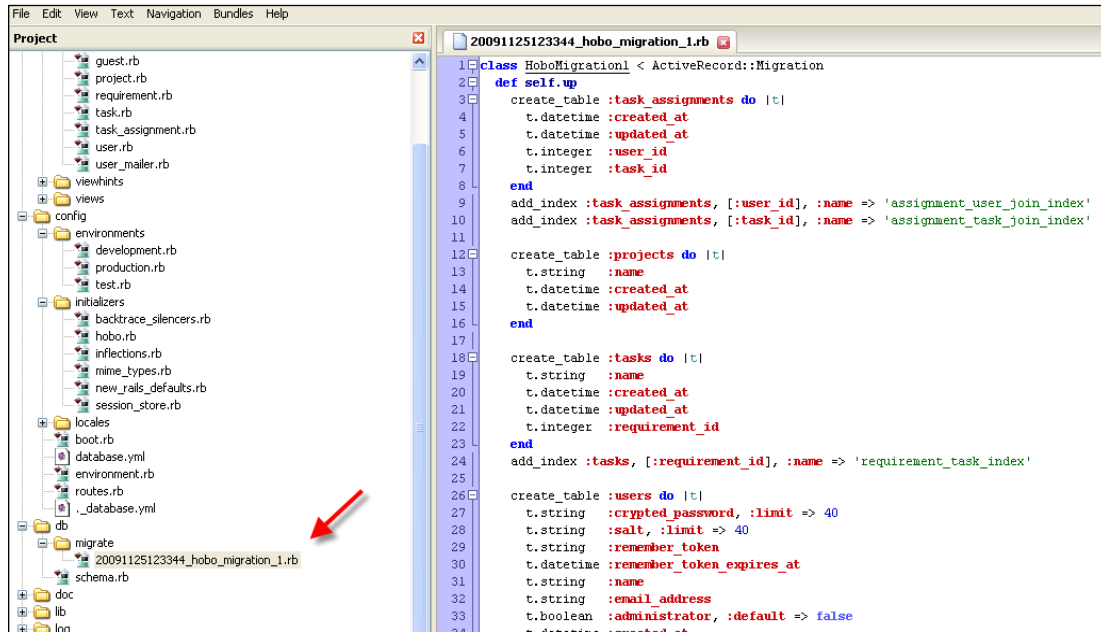 File Edit View Text Navigation Bundles Help
Project
guest.rb
project.rb
requirement.rb
task.rb
task_assignment.rb
user.rb
user_mailer.rb
viewhints
views
config
environments
development.rb
production.rb
test.rb
initializers
backtrace_silencers.rb
hobo.rb
inflections.rb
mime_types.rb
new_rails_defaults.rb
session_store.rb
locales
boot.rb
database.yml
environment.rb
routes.rb
._database.yml
db
migrate
20091125123344_hobo_migration_1.rb
schema.rb
doc
lib
log
20091125123344_hobo_migration_1.rb
1 class HoboMigration1 < ActiveRecord::Migration
2 def self.up
3 create_table :task_assignments do |t|
4 t.datetime :created_at
5 t.datetime :updated_at
6 t.integer :user_id
7 t.integer :task_id
8 end
9 add_index :task_assignments, [:user_id], :name => 'assignment_user_join_index'
10 add_index :task_assignments, [:task_id], :name => 'assignment_task_join_index'
11
12 create_table :projects do |t|
13 t.string :name
14 t.datetime :created_at
15 t.datetime :updated_at
16 end
17
18 create_table :tasks do |t|
19 t.string :name
20 t.datetime :created_at
21 t.datetime :updated_at
22 t.integer :requirement_id
23 end
24 add_index :tasks, [:requirement_id], :name => 'requirement_task_index'
25
26 create_table :users do |t|
27 t.string :crypted_password, :limit => 40
28 t.string :salt, :limit => 40
29 t.string :remember_token
30 t.datetime :remember_token_expires_at
31 t.string :name
32 t.string :email_address
33 t.boolean :administrator, :default => false